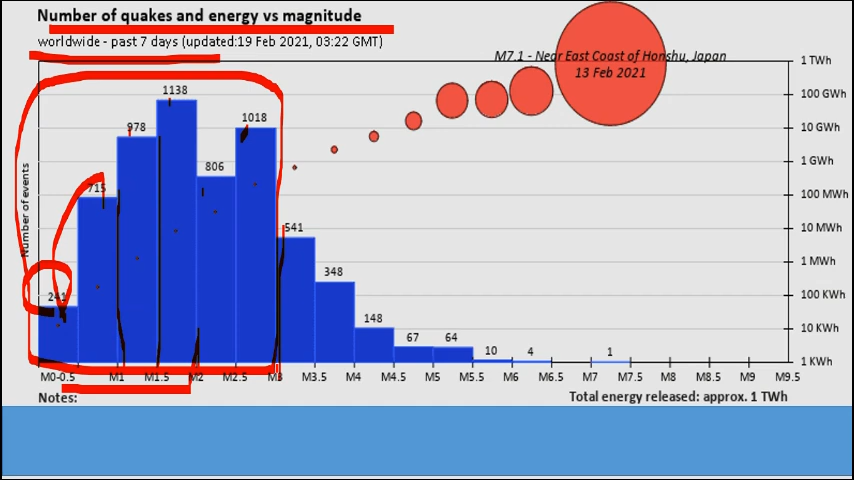 Number of quakes and energy vs magnitude
worldwide - past 7 days (updated:19 Feb 2021, 03:22 GMT)
M7.1 - Near East Coast of Honshu, Japan
13 Feb 2021
1 TWh
100 GWh
10 GWh
1 GWh
100 MWh
10 MWh
1 MWh
100 KWh
10 KWh
1 KWh
Number of events
241
715
978
1138
806
1018
541
348
148
67
64
10
4
1
M0-0.5 M1 M1.5 M2 M2.5 M3 M3.5 M4 M4.5 M5 M5.5 M6 M6.5 M7 M7.5 M8 M8.5 M9 M9.5
Notes:
Total energy released: approx. 1 TWh